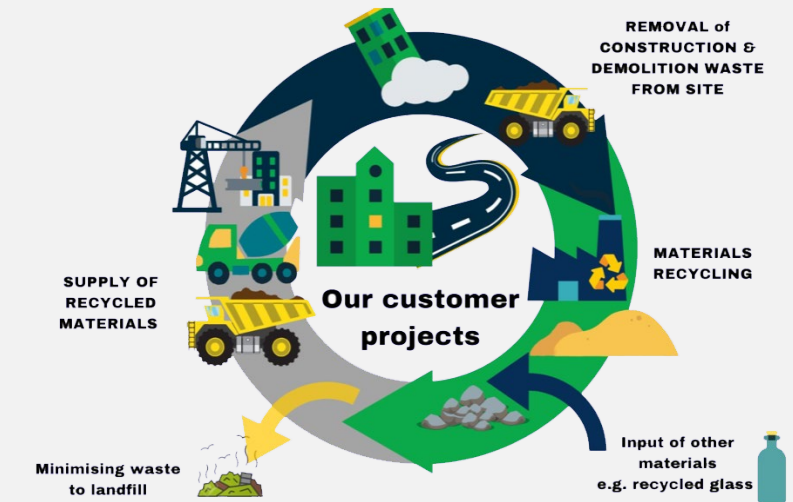 REMOVAL of
CONSTRUCTION &
DEMOLITION WASTE
FROM SITE
MATERIALS
RECYCLING
SUPPLY OF
RECYCLED
MATERIALS
Our customer
projects
Minimising waste
to landfill
Input of other
materials
e.g. recycled glass